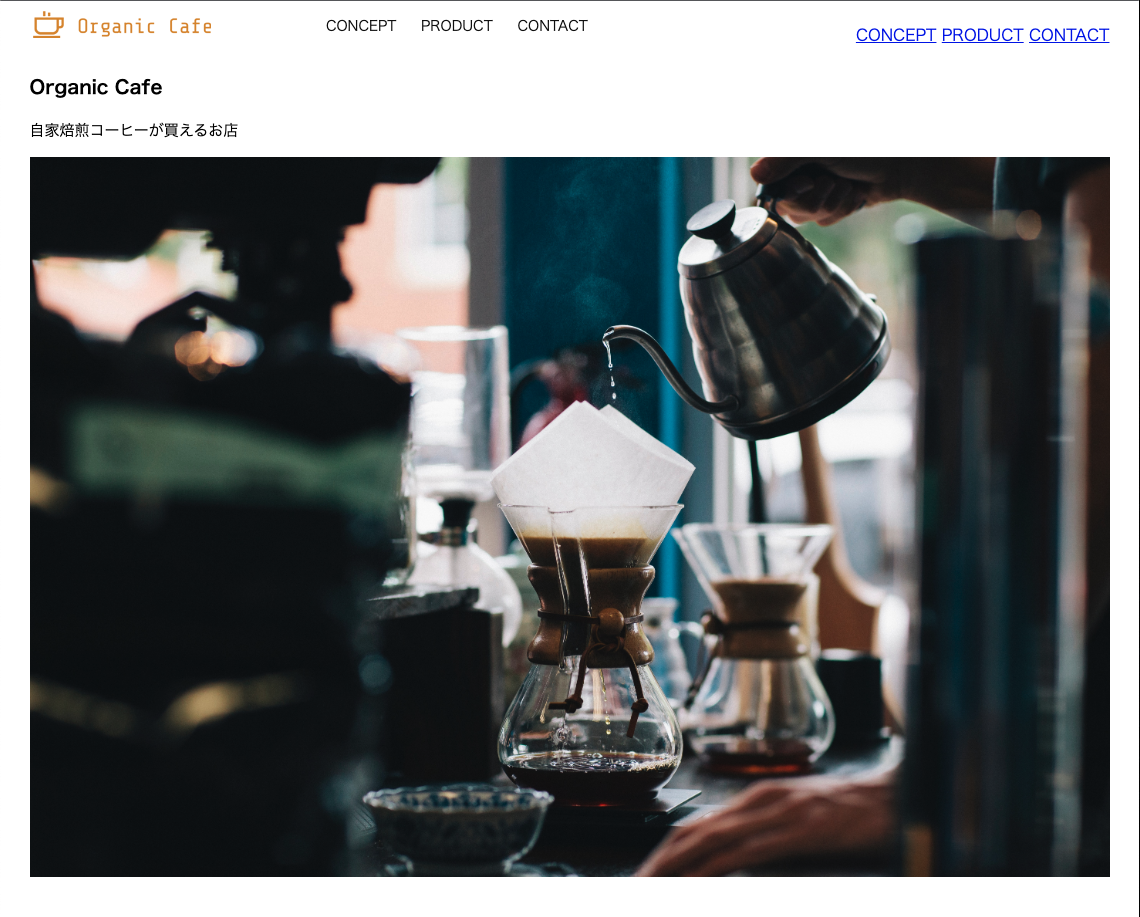 Organic Cafe
CONCEPT PRODUCT CONTACT
CONCEPT PRODUCT CONTACT
Organic Cafe
自家焙煎コーヒーが買えるお店